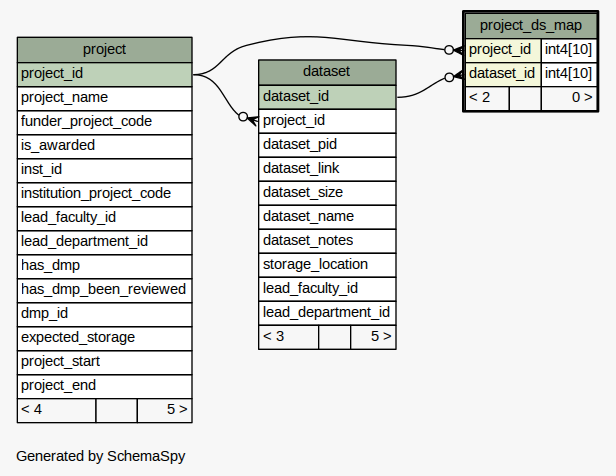 project
project_id
project_name
funder_project_code
is_awarded
inst_id
institution_project_code
lead_faculty_id
lead_department_id
has_dmp
has_dmp_been_reviewed
dmp_id
expected_storage
project_start
project_end
< 4 5 >
dataset
dataset_id
project_id
dataset_pid
dataset_link
dataset_size
dataset_name
dataset_notes
storage_location
lead_faculty_id
lead_department_id
< 3 5 >
project_ds_map
project_id int4[10]
dataset_id int4[10]
< 2 0 >
Generated by SchemaSpy